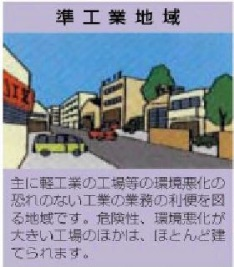 準工業地域
主に軽工業の工場等の環境悪化の
恐れのない工業の業務の利便を図
る地域です。危険性、環境悪化が
大きい工場のほかは、ほとんど建
てられます。